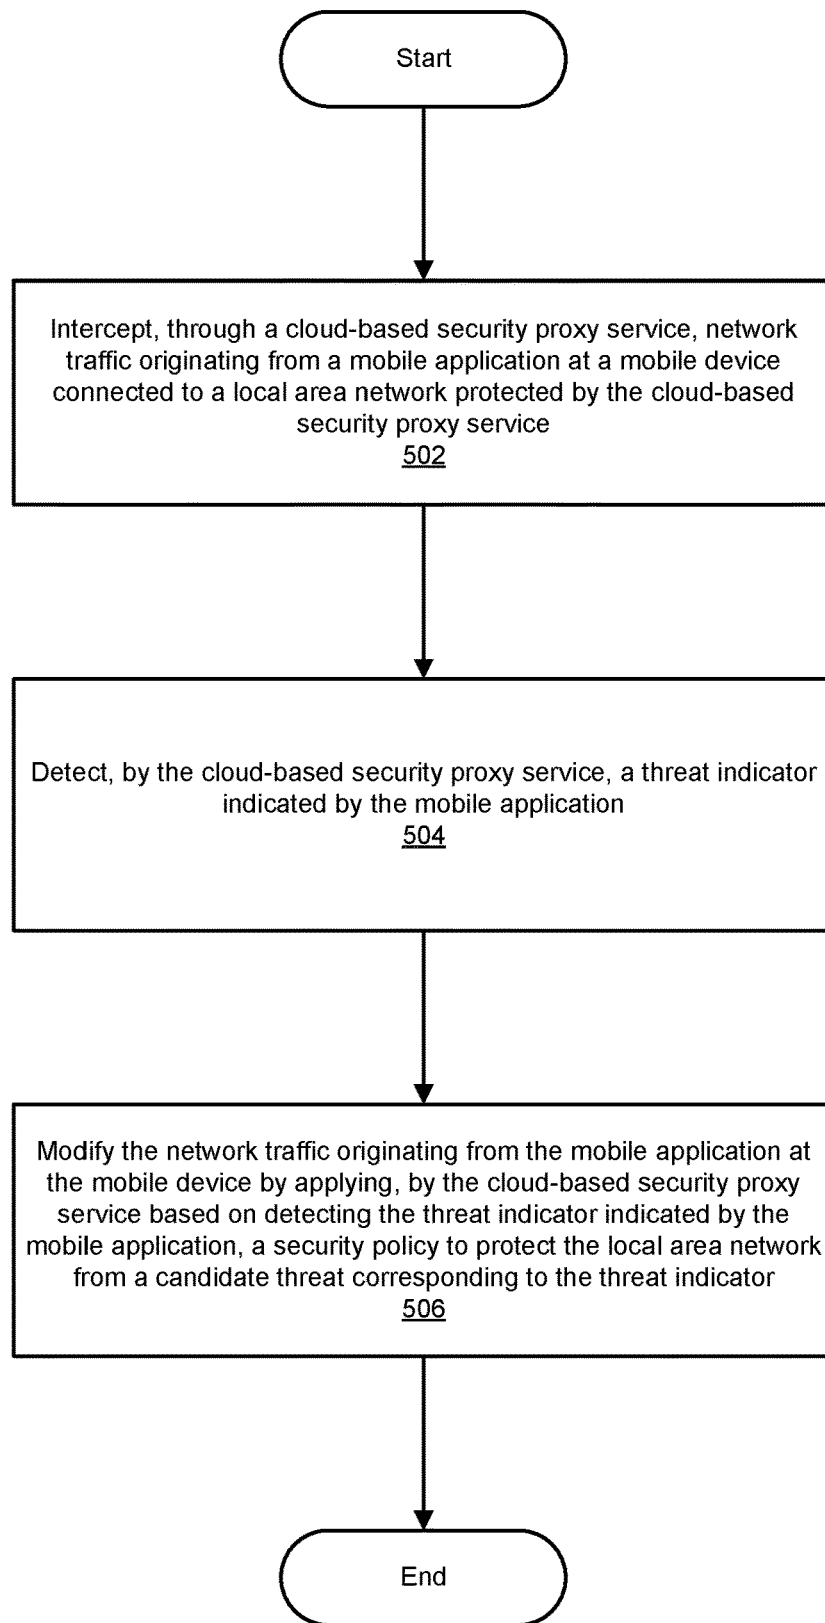 Start
Intercept, through a cloud-based security proxy service, network
traffic originating from a mobile application at a mobile device
connected to a local area network protected by the cloud-based
security proxy service
502
Detect, by the cloud-based security proxy service, a threat indicator
indicated by the mobile application
504
Modify the network traffic originating from the mobile application at
the mobile device by applying, by the cloud-based security proxy
service based on detecting the threat indicator indicated by the
mobile application, a security policy to protect the local area network
from a candidate threat corresponding to the threat indicator
506
End